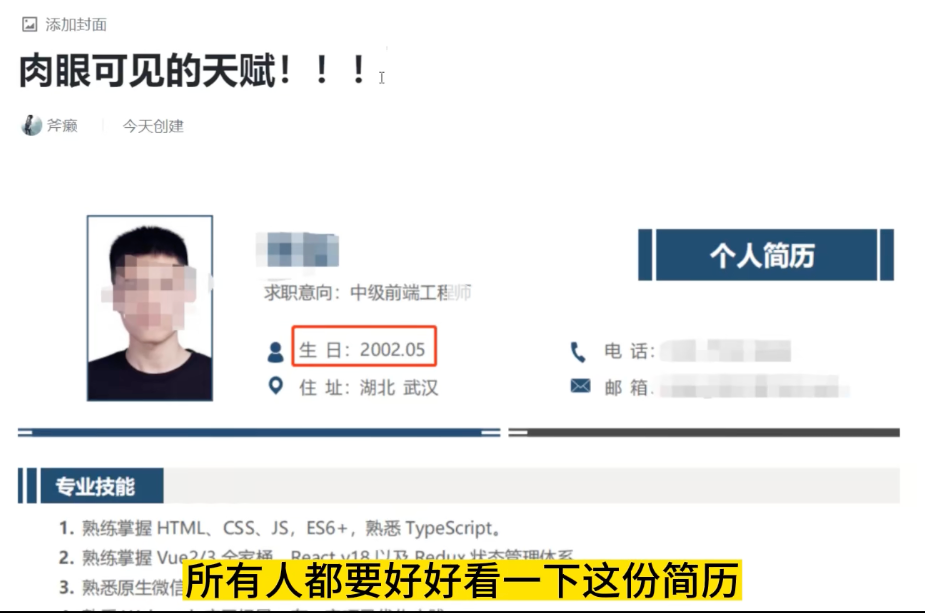 添加封面
肉眼可见的天赋！！！
斧癞 今天创建
个人简历
求职意向：中级前端工程师
生 日：2002.05
电 话：
住 址：湖北 武汉
邮 箱
专业技能
1. 熟练掌握 HTML、CSS、JS，ES6+，熟悉 TypeScript。
2. 熟练掌握 Vue2/3 全家桶、React v18 以及 Redux 状态管理体系
3. 熟悉原生微信
所有人都要好好看一下这份简历